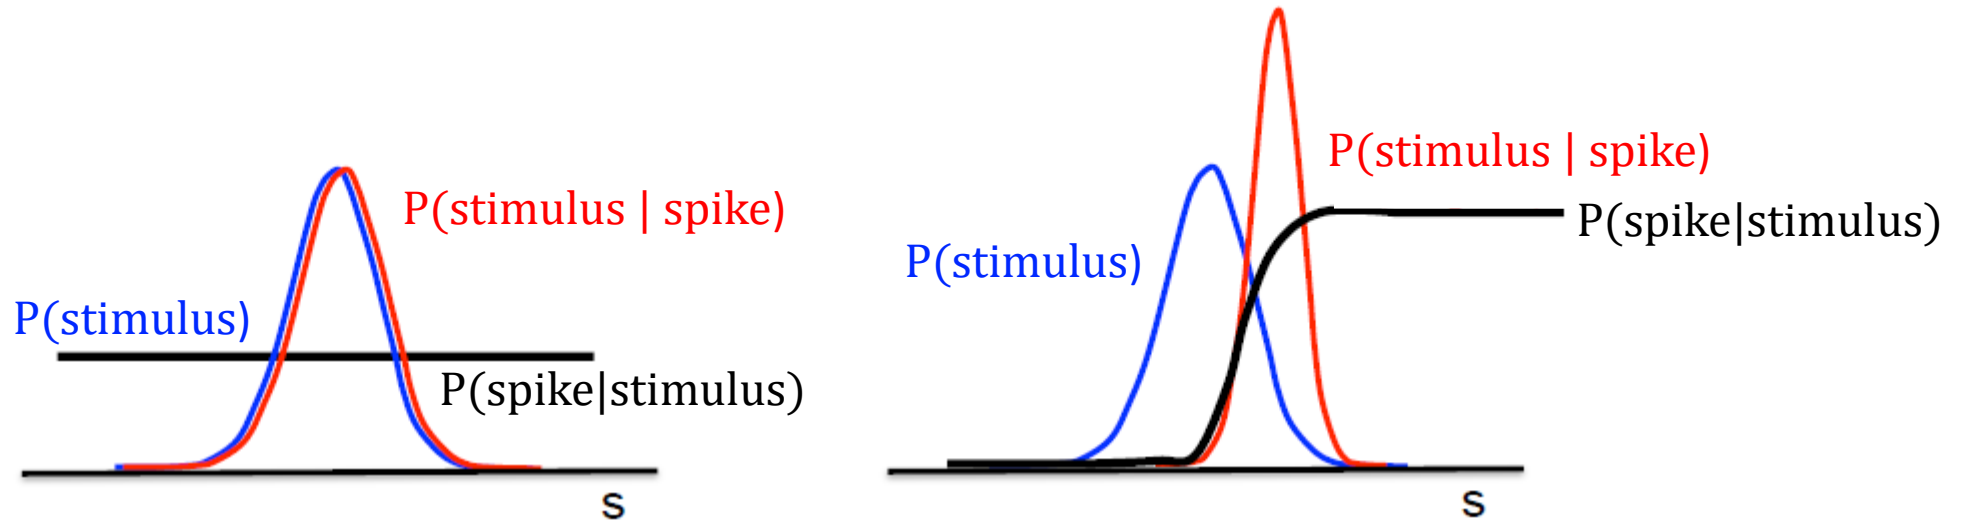 P(stimulus | spike)
P(stimulus)
P(spike|stimulus)
s
P(stimulus | spike)
P(spike|stimulus)
P(stimulus)
s